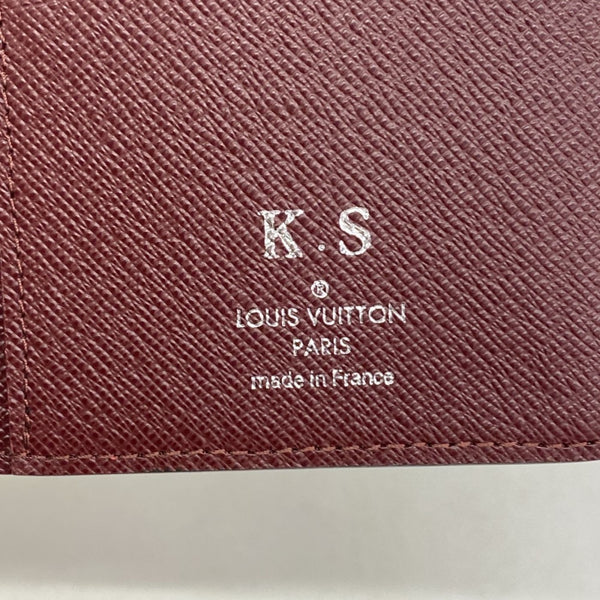 K.S
®
LOUIS VUITTON
PARIS
made in France